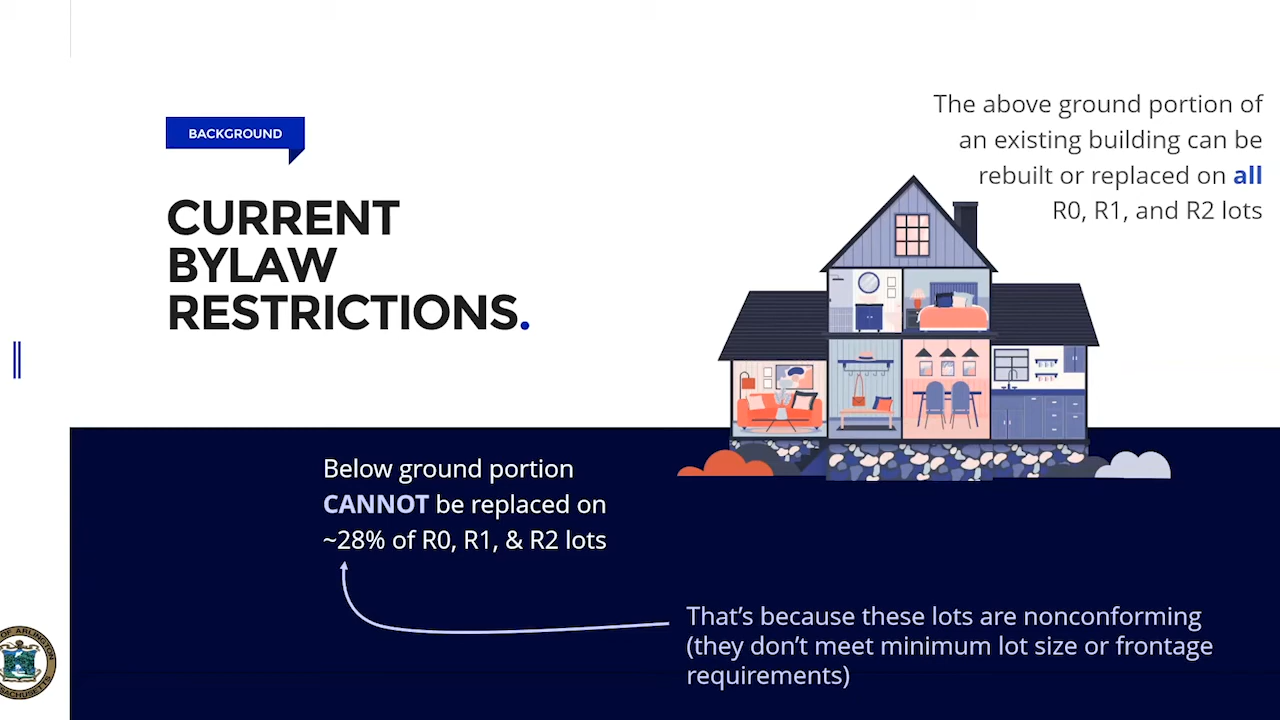 BACKGROUND
CURRENT
BYLAW
RESTRICTIONS.
The above ground portion of
an existing building can be
rebuilt or replaced on all
R0, R1, and R2 lots
Below ground portion
CANNOT be replaced on
~28% of R0, R1, & R2 lots
That's because these lots are nonconforming
(they don't meet minimum lot size or frontage
requirements)
OF ARLINGTON